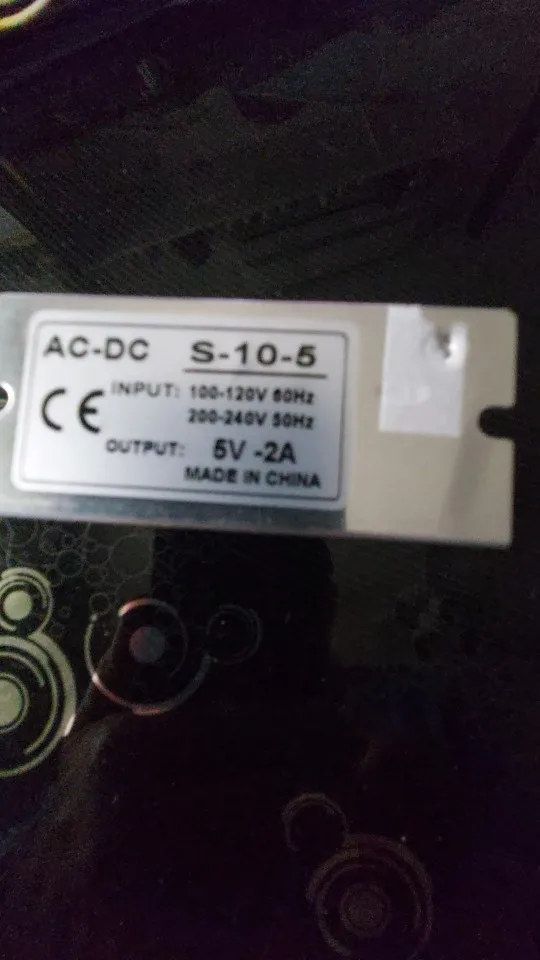 AC-DC S-10-5
CE INPUT: 100-120V 60Hz
200-240V 50Hz
OUTPUT: 5V -2A
MADE IN CHINA